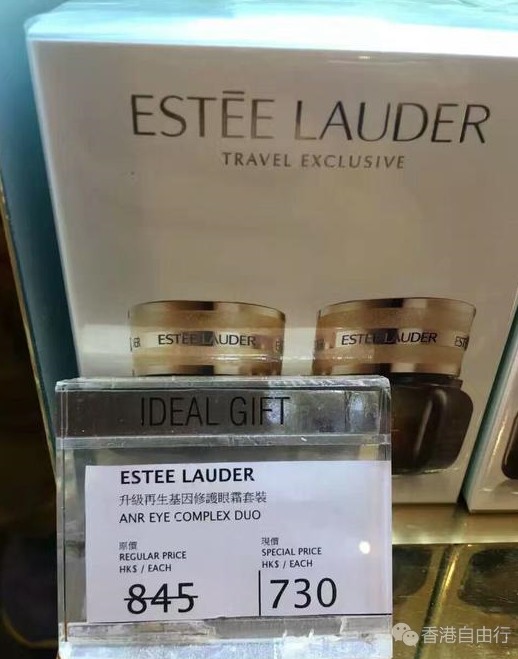 ESTĒE LAUDER
TRAVEL EXCLUSIVE
ESTĒE LAUDER
ESTĒE LAUDER
IDEAL GIFT
ESTEE LAUDER
升級再生基因修護眼霜套裝
ANR EYE COMPLEX DUO
原價
REGULAR PRICE
HK$ / EACH
845
現價
SPECIAL PRICE
HK$ / EACH
730
香港自由行